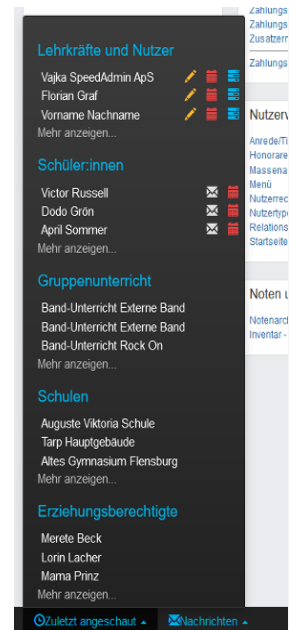 Zahlungs
Zahlungs
Zusatzern
Zahlungs
Lehrkräfte und Nutzer
Vajka SpeedAdmin ApS
Florian Graf
Vorname Nachname
Mehr anzeigen...
Schüler:innen
Victor Russell
Dodo Grön
April Sommer
Mehr anzeigen...
Gruppenunterricht
Band-Unterricht Externe Band
Band-Unterricht Externe Band
Band-Unterricht Rock On
Mehr anzeigen...
Schulen
Auguste Viktoria Schule
Tarp Hauptgebäude
Altes Gymnasium Flensburg
Mehr anzeigen...
Erziehungsberechtigte
Merete Beck
Lorin Lacher
Mama Prinz
Mehr anzeigen...
Zuletzt angeschaut
Nachrichten
Nutzerv
Anrede/Ti
Honorare
Massena
Menü
Nutzerrec
Nutzertyp
Relations
Startseite
Noten u
Notenarch
Inventar -